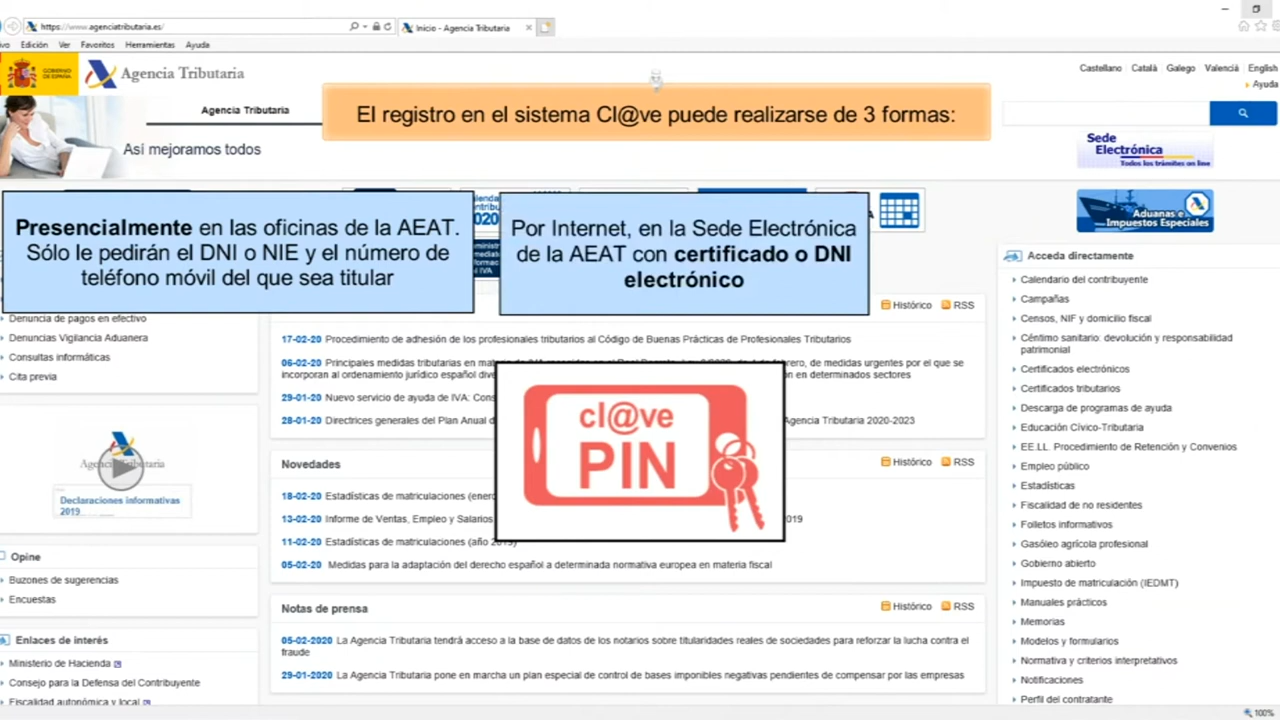 https://www.agenciatributaria.es/
Inicio - Agencia Tributaria
Edición Ver Favoritos Herramientas Ayuda
GOBIERNO DE ESPAÑA
Agencia Tributaria
Castellano Català Galego Valencià English
Ayuda
Agencia Tributaria
Así mejoramos todos
El registro en el sistema Cl@ve puede realizarse de 3 formas:
Sede
Electrónica
Todos los trámites on line
Presencialmente en las oficinas de la AEAT.
Sólo le pedirán el DNI o NIE y el número de
teléfono móvil del que sea titular
Por Internet, en la Sede Electrónica
de la AEAT con certificado o DNI
electrónico
Aduanas e
Impuestos Especiales
Denuncia de pagos en efectivo
Denuncias Vigilancia Aduanera
Consultas informáticas
Cita previa
Agencia Tributaria
Declaraciones informativas
2019
Opine
Buzones de sugerencias
Encuestas
Enlaces de interés
Ministerio de Hacienda
Consejo para la Defensa del Contribuyente
Fiscalidad autonómica y local
Histórico RSS
17-02-20 Procedimiento de adhesión de los profesionales tributarios al Código de Buenas Prácticas de Profesionales Tributarios
06-02-20 Principales medidas tributarias en
de medidas urgentes por el que se
incorporan al ordenamiento jurídico español
en determinados sectores
29-01-20 Nuevo servicio de ayuda de IVA:
28-01-20 Directrices generales del Plan Anual
Agencia Tributaria 2020-2023
cl@ve
PIN
Novedades
Histórico RSS
18-02-20 Estadísticas de matriculaciones
13-02-20 Informe de Ventas, Empleo y Salarios
2019
11-02-20 Estadísticas de matriculaciones (año
05-02-20 Medidas para la adaptación del derecho español a determinada normativa europea en materia fiscal
Notas de prensa
Histórico RSS
05-02-2020 La Agencia Tributaria tendrá acceso a la base de datos de los notarios sobre titularidades reales de sociedades para reforzar la lucha contra el
fraude
29-01-2020 La Agencia Tributaria pone en marcha un plan especial de control de bases imponibles negativas pendientes de compensar por las empresas
Acceda directamente
Calendario del contribuyente
Campañas
Censos, NIF y domicilio fiscal
Céntimo sanitario: devolución y responsabilidad
patrimonial
Certificados electrónicos
Certificados tributarios
Descarga de programas de ayuda
Educación Cívico-Tributaria
EE.LL. Procedimiento de Retención y Convenios
Empleo público
Estadísticas
Fiscalidad de no residentes
Folletos informativos
Gasóleo agrícola profesional
Gobierno abierto
Impuesto de matriculación (IEDMT)
Manuales prácticos
Memorias
Modelos y formularios
Normativa y criterios interpretativos
Notificaciones
Perfil del contratante
100%